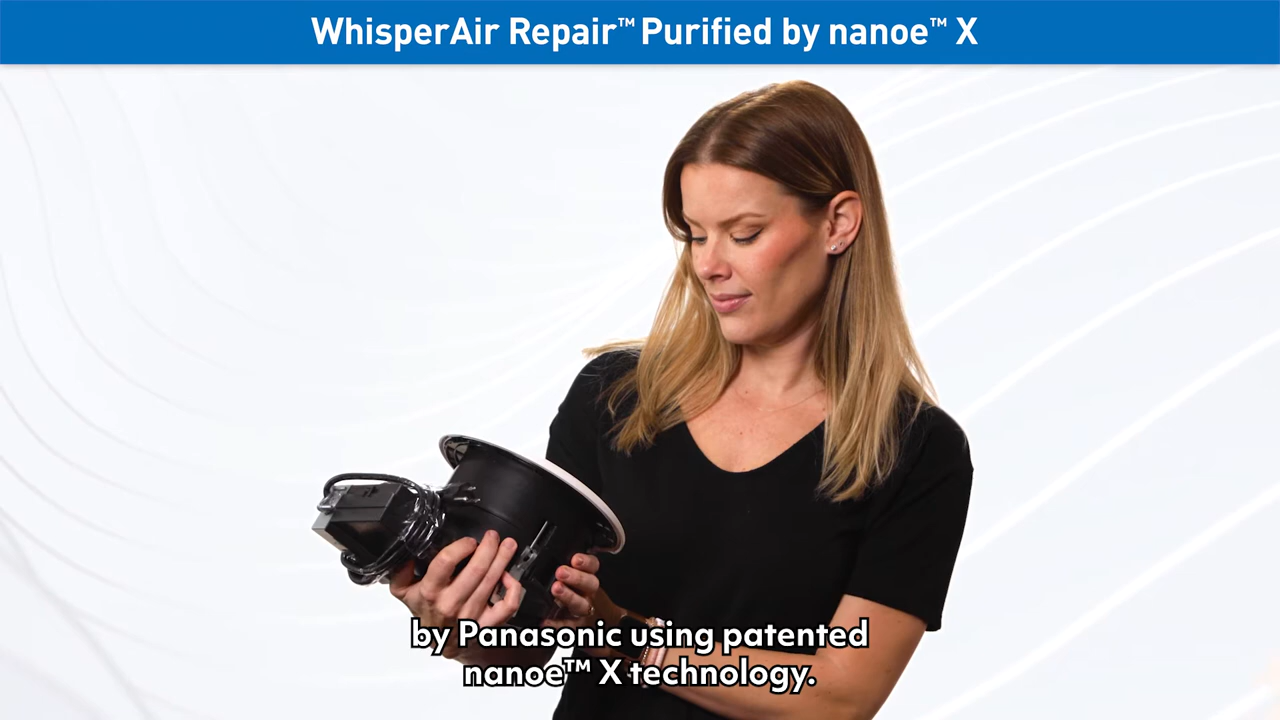 WhisperAir Repair™ Purified by nanoe™ X
by Panasonic using patented
nanoe™ X technology.